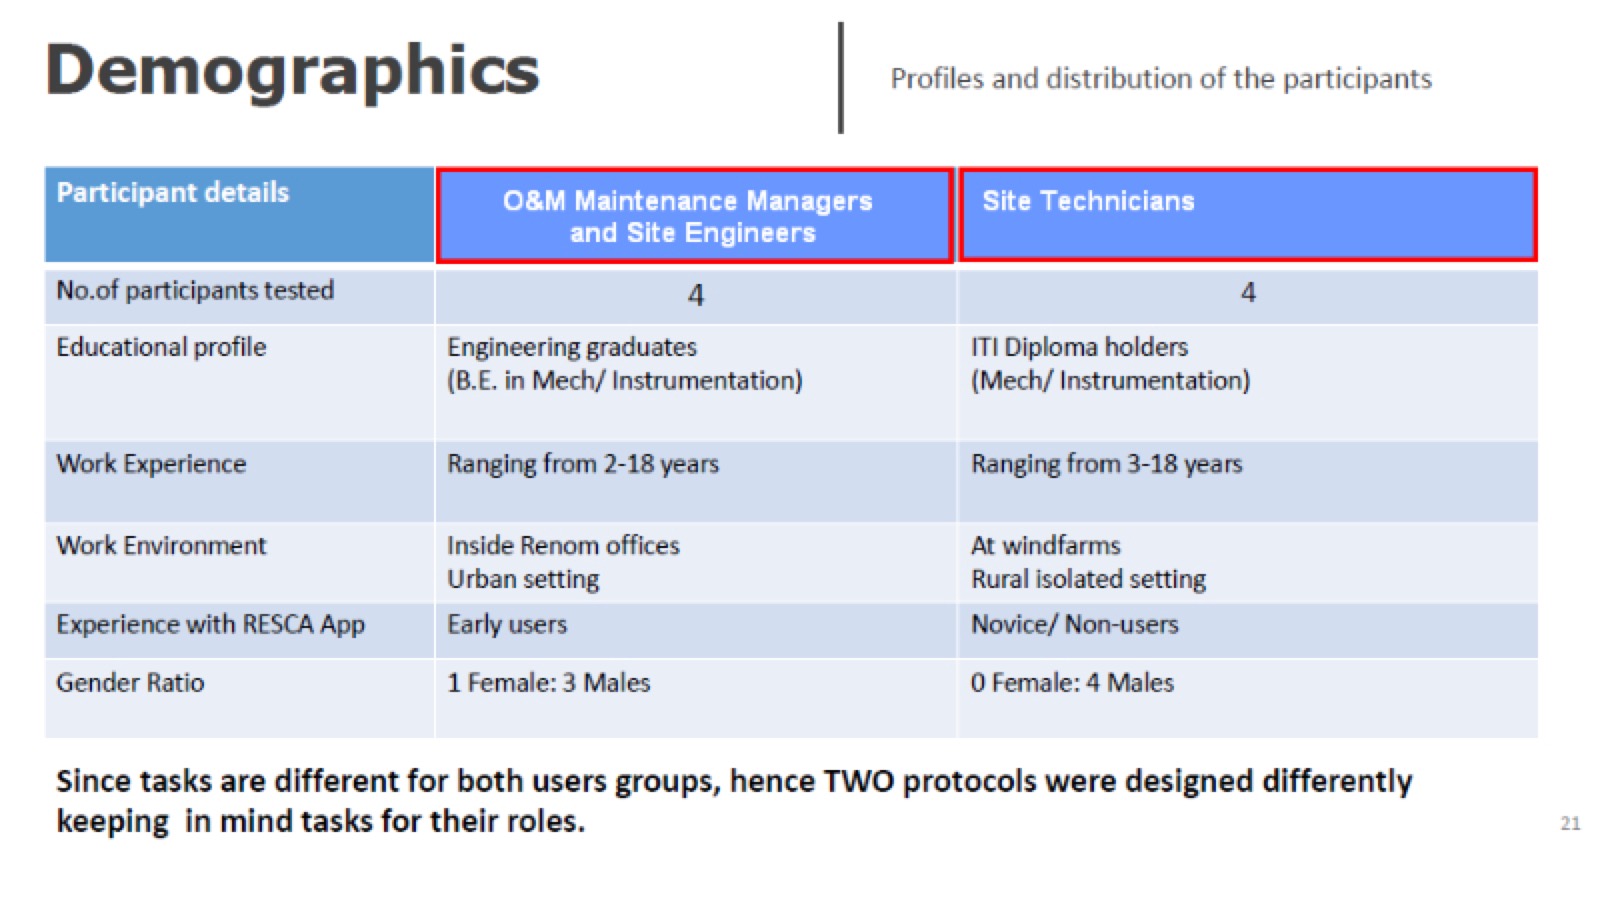 Demographics
Profiles and distribution of the participants
Participant details
O&M Maintenance Managers
and Site Engineers
Site Technicians
No.of participants tested
4
4
Educational profile
Engineering graduates
(B.E. in Mech/ Instrumentation)
ITI Diploma holders
(Mech/ Instrumentation)
Work Experience
Ranging from 2-18 years
Ranging from 3-18 years
Work Environment
Inside Renom offices
Urban setting
At windfarms
Rural isolated setting
Experience with RESCA App
Early users
Novice/ Non-users
Gender Ratio
1 Female: 3 Males
0 Female: 4 Males
Since tasks are different for both users groups, hence TWO protocols were designed differently
keeping  in mind tasks for their roles.
21